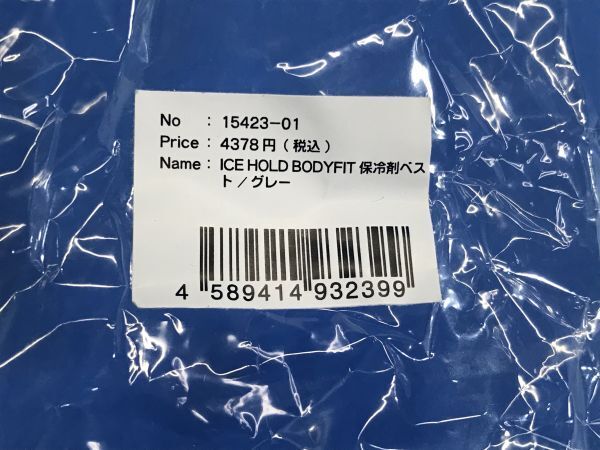 No : 15423-01
Price : 4378円 ( 税込 )
Name : ICE HOLD BODYFIT 保冷剤ベス
ト / グレー
4 589414 932399